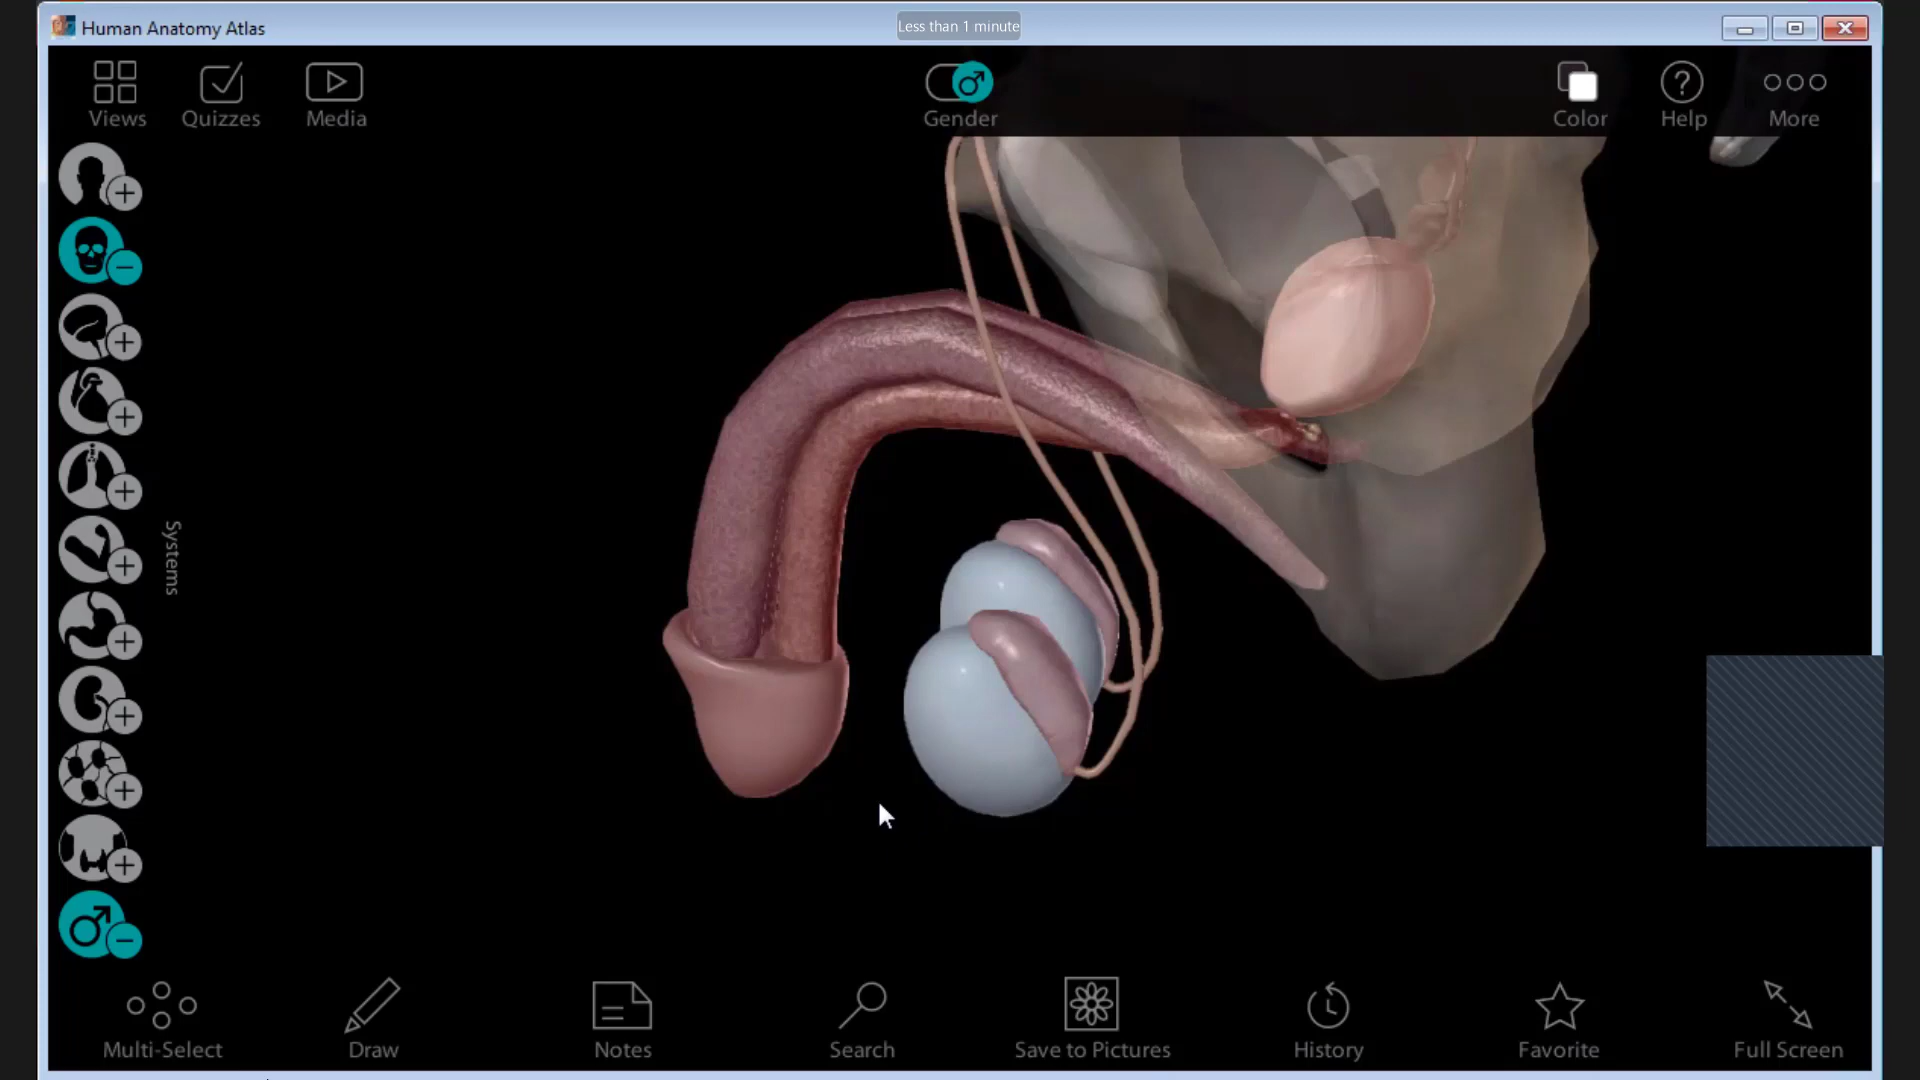 Human Anatomy Atlas
Less than 1 minute
Views
Quizzes
Media
Gender
Color
Help
More
Systems
Multi-Select
Draw
Notes
Search
Save to Pictures
History
Favorite
Full Screen